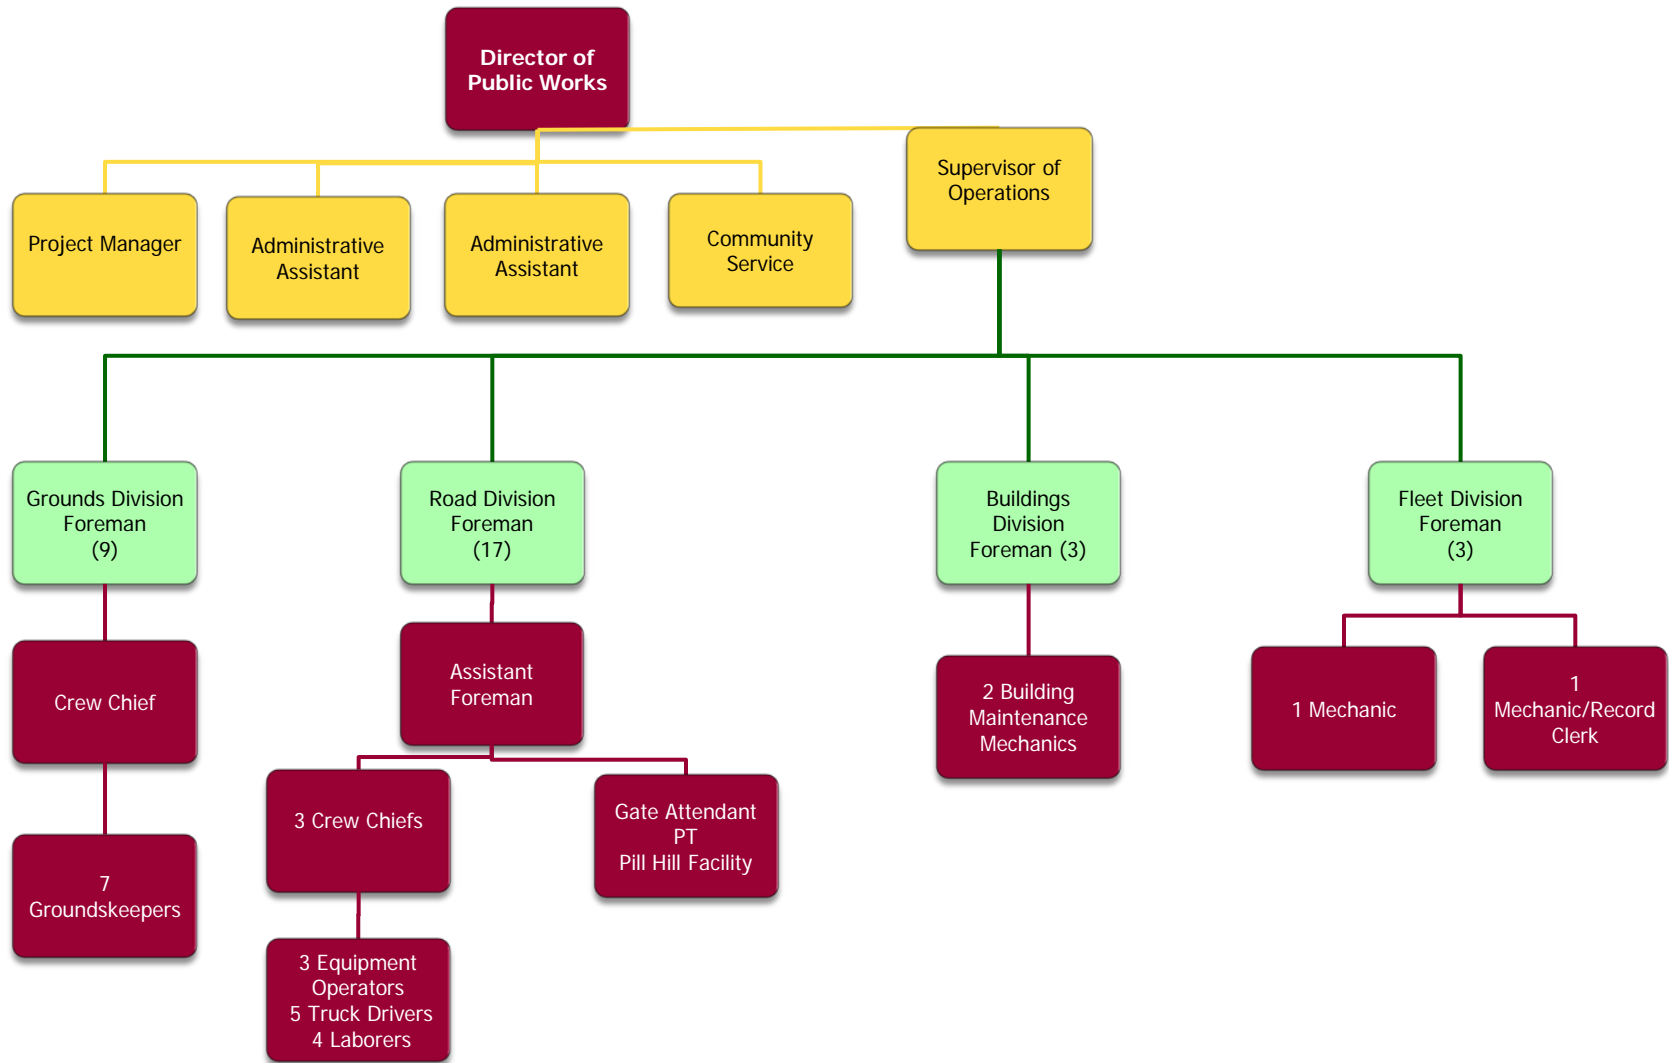 Director of
Public Works
Supervisor of
Operations
Project Manager
Administrative
Assistant
Administrative
Assistant
Community
Service
Grounds Division
Foreman
(9)
Road Division
Foreman
(17)
Buildings
Division
Foreman (3)
Fleet Division
Foreman
(3)
Crew Chief
Assistant
Foreman
2 Building
Maintenance
Mechanics
1 Mechanic
1
Mechanic/Record
Clerk
3 Crew Chiefs
Gate Attendant
PT
Pill Hill Facility
7
Groundskeepers
3 Equipment
Operators
5 Truck Drivers
4 Laborers